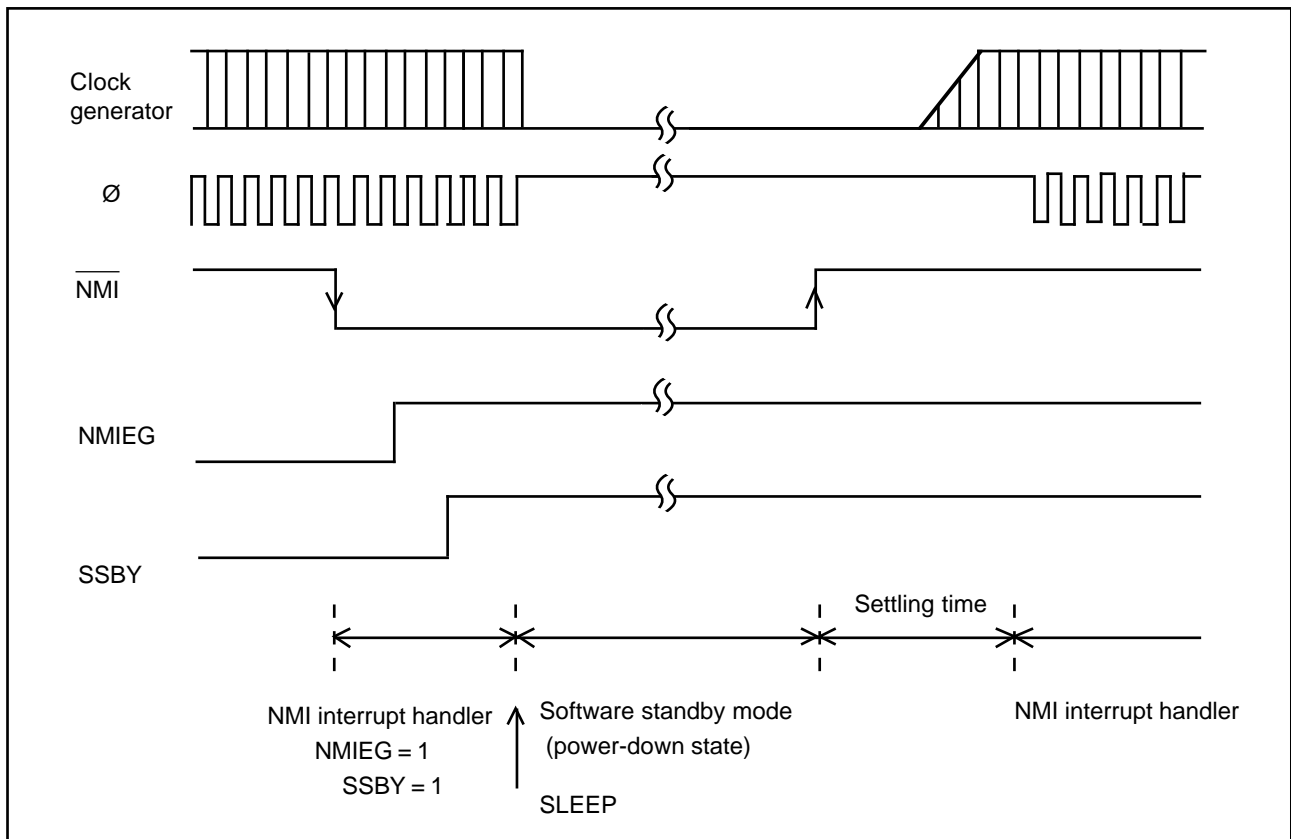 Clock
generator
Ø
NMI
NMIEG
SSBY
Settling time
NMI interrupt handler
NMIEG = 1
SSBY = 1
Software standby mode
(power-down state)
SLEEP
NMI interrupt handler